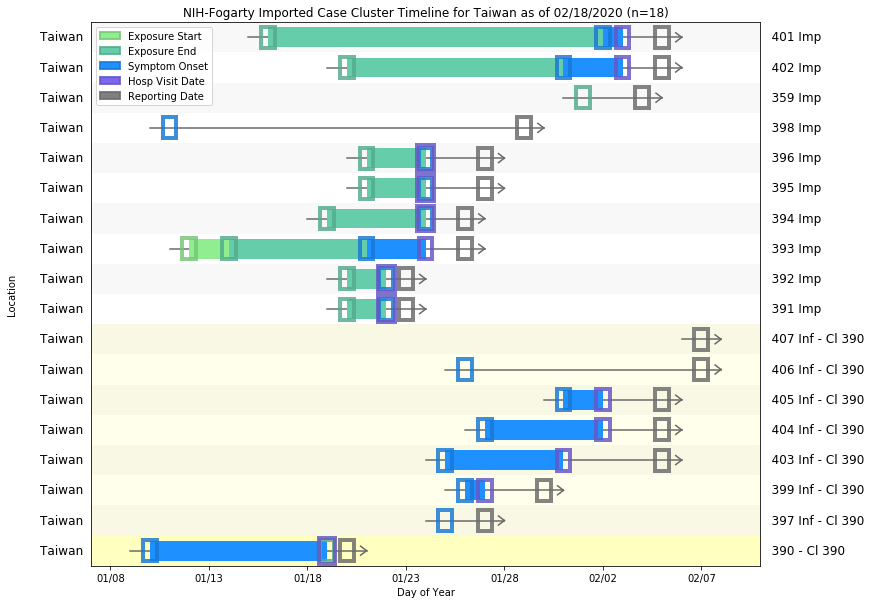 NIH-Fogarty Imported Case Cluster Timeline for Taiwan as of 02/18/2020 (n=18)
Exposure Start
Exposure End
Symptom Onset
Hosp Visit Date
Reporting Date
Taiwan 401 Imp
Taiwan 402 Imp
Taiwan 359 Imp
Taiwan 398 Imp
Taiwan 396 Imp
Taiwan 395 Imp
Taiwan 394 Imp
Taiwan 393 Imp
Taiwan 392 Imp
Taiwan 391 Imp
Taiwan 407 Inf - Cl 390
Taiwan 406 Inf - Cl 390
Taiwan 405 Inf - Cl 390
Taiwan 404 Inf - Cl 390
Taiwan 403 Inf - Cl 390
Taiwan 399 Inf - Cl 390
Taiwan 397 Inf - Cl 390
Taiwan 390 - Cl 390
Location
01/08 01/13 01/18 01/23 01/28 02/02 02/07
Day of Year